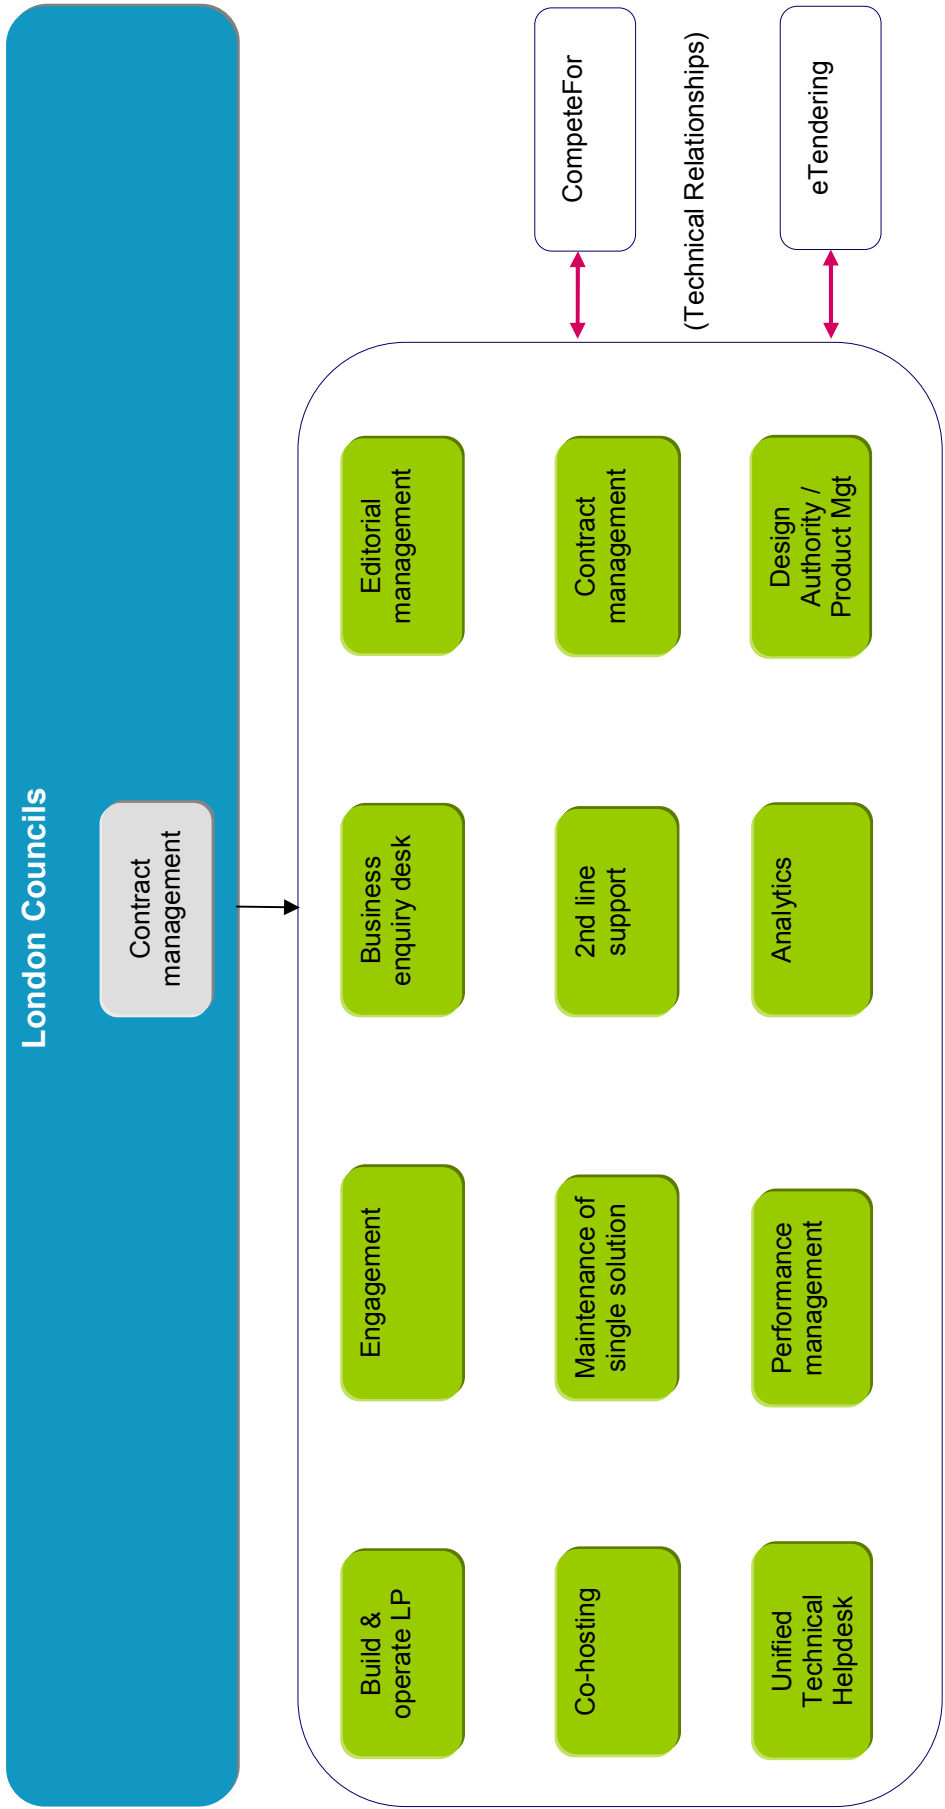 London Councils
Contract
management
Build &
operate LP
Engagement
Business
enquiry desk
Editorial
management
Co-hosting
Maintenance of
single solution
2nd line
support
Contract
management
Unified
Technical
Helpdesk
Performance
management
Analytics
Design
Authority /
Product Mgt
CompeteFor
(Technical Relationships)
eTendering